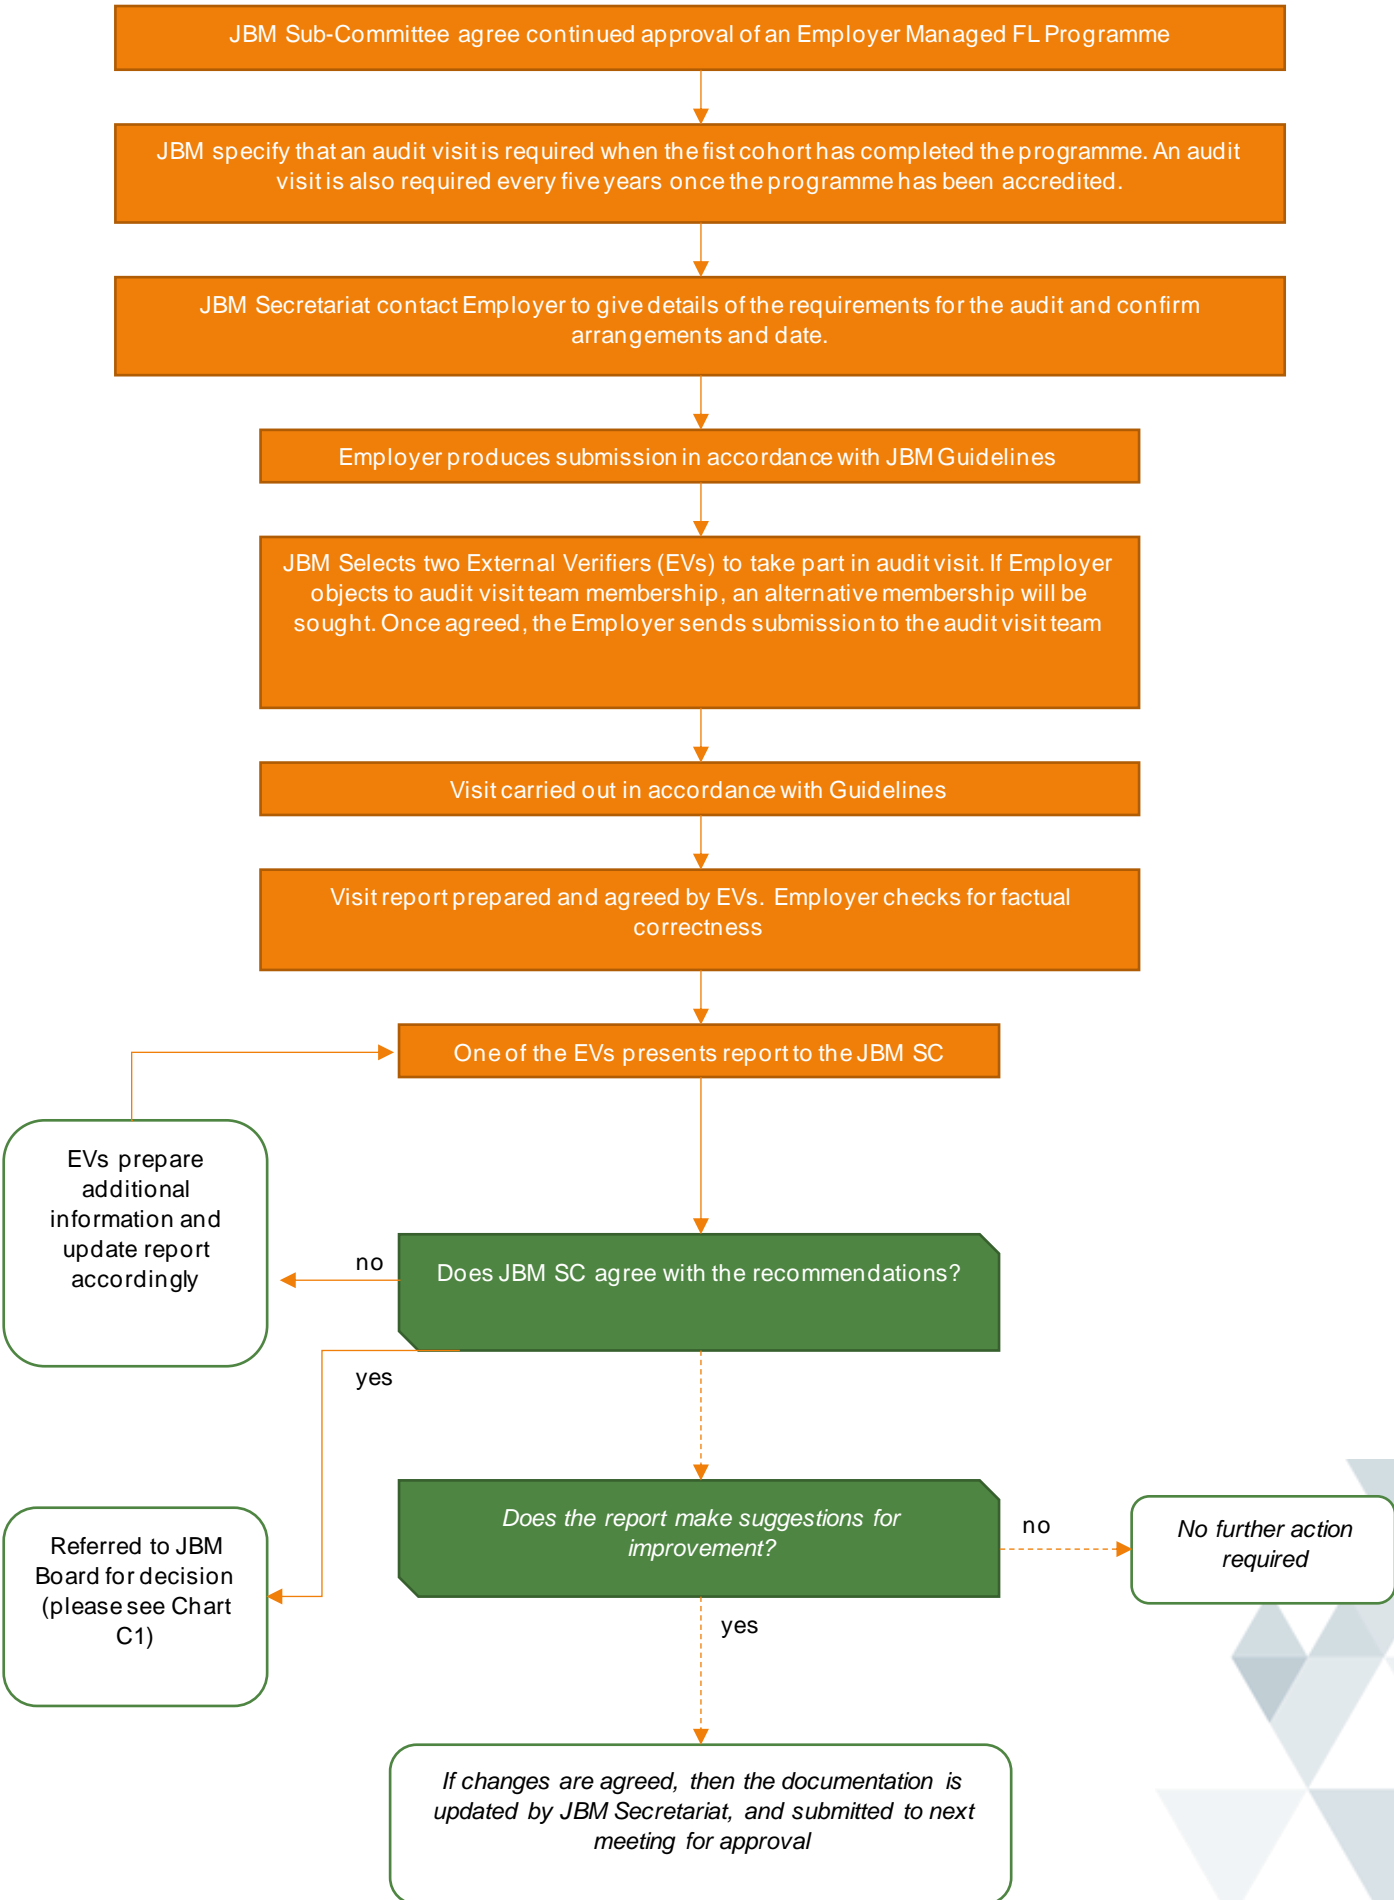 JBM Sub-Committee agree continued approval of an Employer Managed FL Programme
JBM specify that an audit visit is required when the fist cohort has completed the programme. An audit
visit is also required every five years once the programme has been accredited.
JBM Secretariat contact Employer to give details of the requirements for the audit and confirm
arrangements and date.
Employer produces submission in accordance with JBM Guidelines
JBM Selects two External Verifiers (EVs) to take part in audit visit. If Employer
objects to audit visit team membership, an alternative membership will be
sought. Once agreed, the Employer sends submission to the audit visit team
Visit carried out in accordance with Guidelines
Visit report prepared and agreed by EVs. Employer checks for factual
correctness
One of the EVs presents report to the JBM SC
EVs prepare
additional
information and
update report
accordingly
no
Does JBM SC agree with the recommendations?
yes
Does the report make suggestions for
improvement?
no
No further action
required
Referred to JBM
Board for decision
(please see Chart
C1)
yes
If changes are agreed, then the documentation is
updated by JBM Secretariat, and submitted to next
meeting for approval